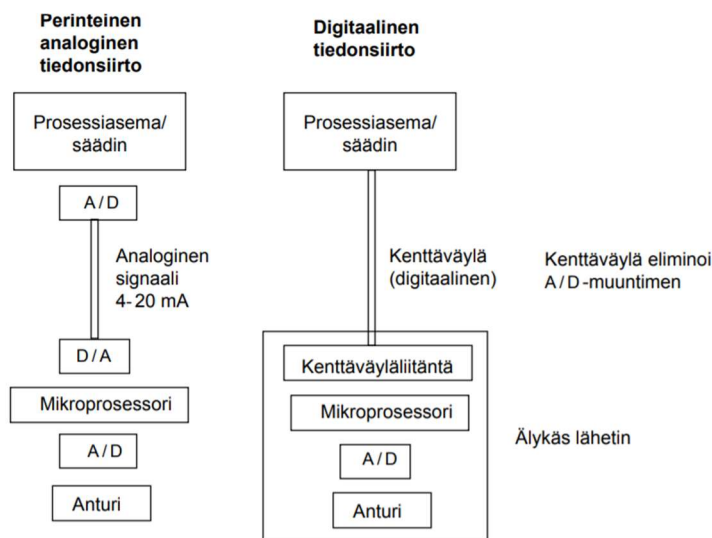 Perinteinen
analoginen
tiedonsiirto
Prosessiasema/
säädin
A/D
Analoginen
signaali
4-20 mA
D/A
Mikroprosessori
A/D
Anturi
Digitaalinen
tiedonsiirto
Prosessiasema/
säädin
Kenttäväylä
(digitaalinen)
Kenttäväyläliitäntä
Mikroprosessori
A/D
Anturi
Kenttäväylä eliminoi
A/D-muuntimen
Älykäs lähetin